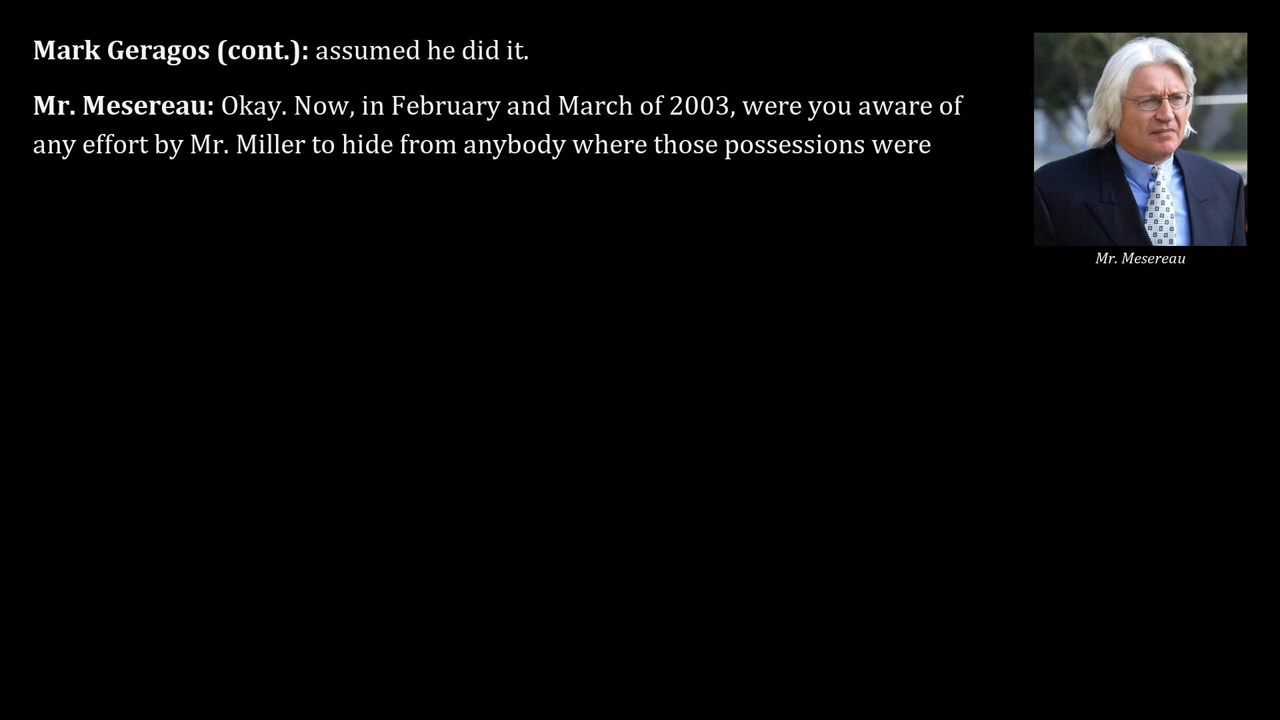 Mark Geragos (cont.): assumed he did it.
Mr. Mesereau: Okay. Now, in February and March of 2003, were you aware of
any effort by Mr. Miller to hide from anybody where those possessions were
Mr. Mesereau